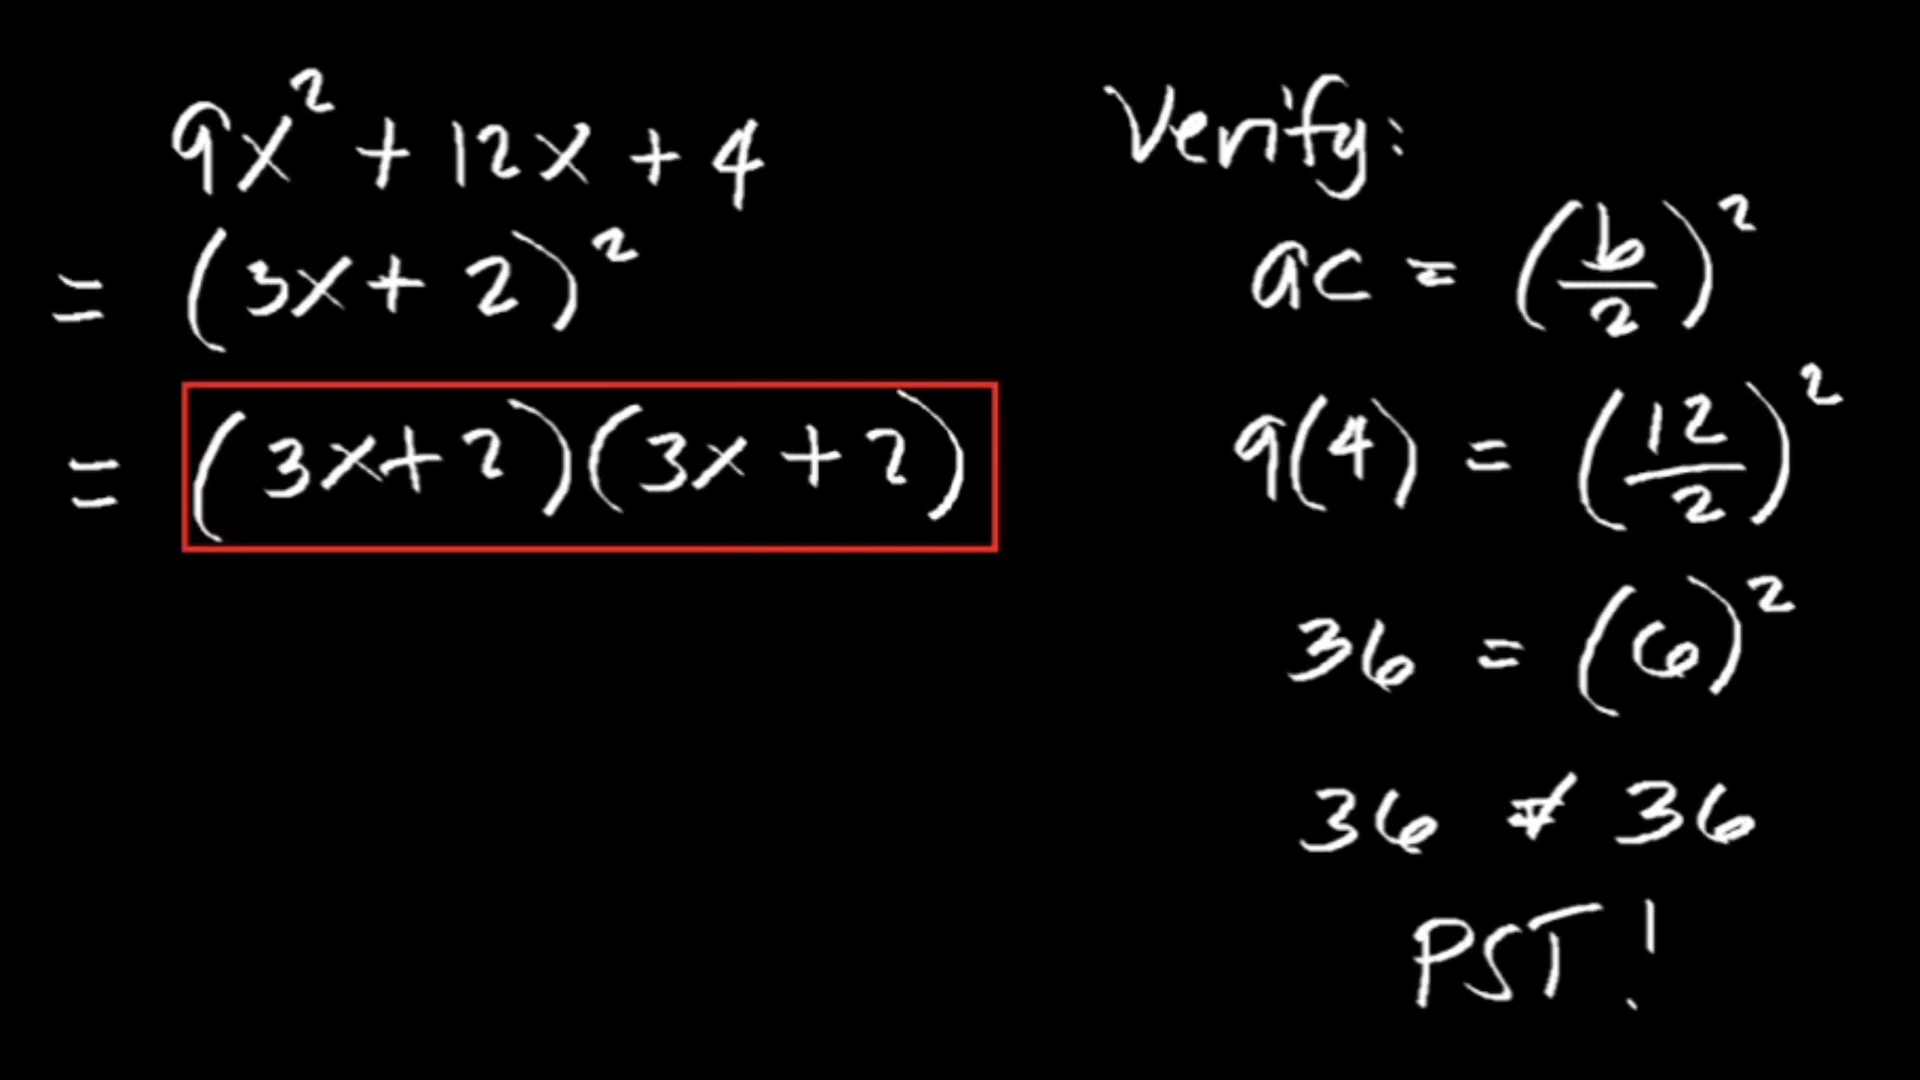 9x² + 12x + 4
= (3x + 2)²
= (3x + 2)(3x + 2)
Verify:
ac = (b/2)²
9(4) = (12/2)²
36 = (6)²
36 ≠ 36
PST!